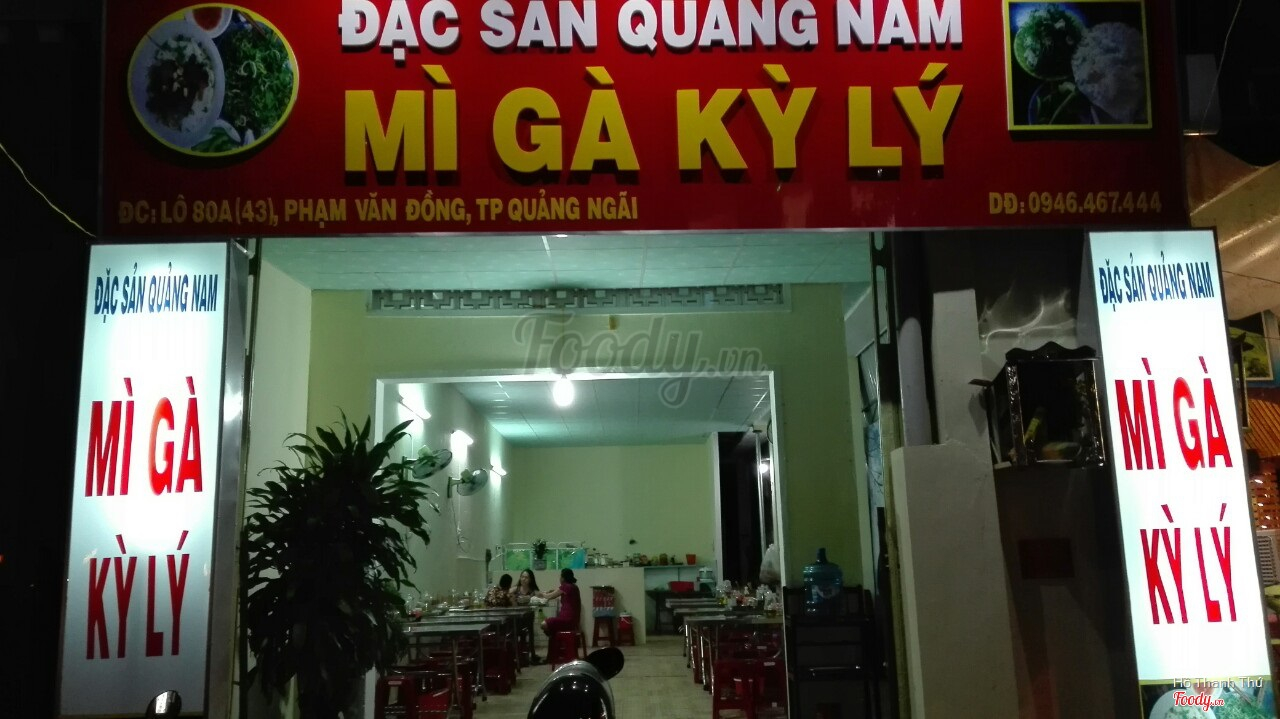 ĐẶC SẢN QUẢNG NAM
MÌ GÀ KỲ LÝ
ĐC: LÔ 80A(43), PHẠM VĂN ĐỒNG, TP QUẢNG NGÃI
DĐ: 0946.467.444
ĐẶC SẢN QUẢNG NAM
MÌ GÀ
KỲ LÝ
ĐẶC SẢN QUẢNG NAM
MÌ GÀ
KỲ LÝ
Foody.vn
Hồ Thanh Thứ
Foody.vn